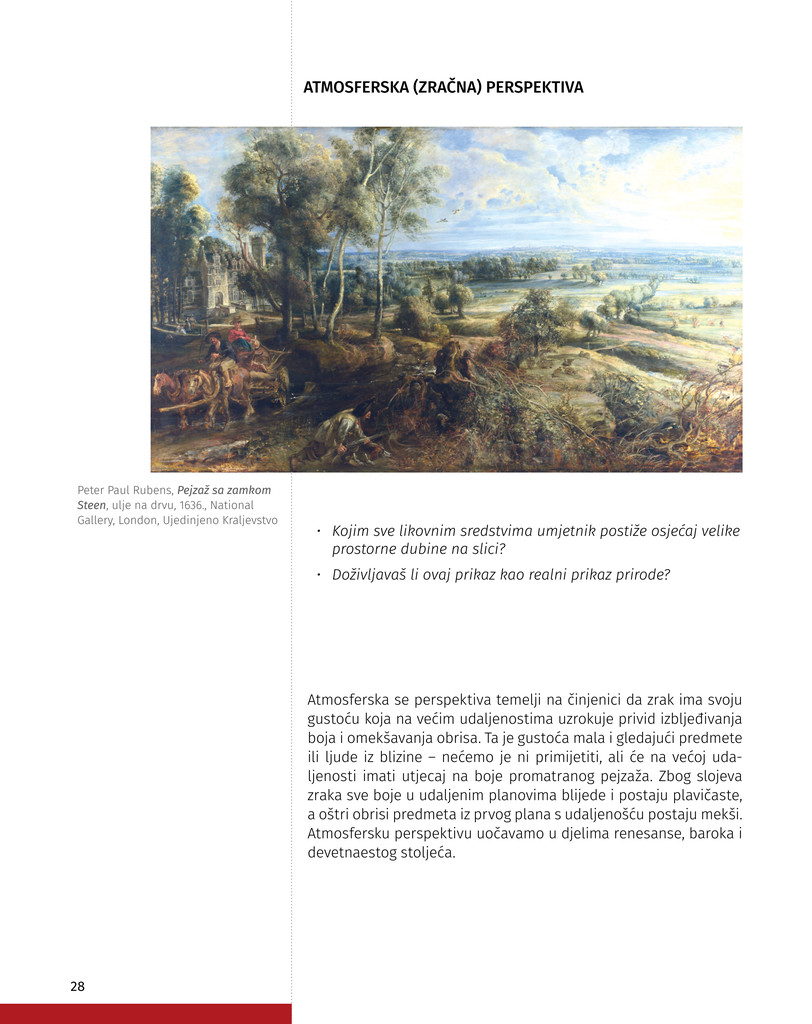 ATMOSFERSKA (ZRAČNA) PERSPEKTIVA
Peter Paul Rubens, Pejzaž sa zamkom
Steen, ulje na drvu, 1636., National
Gallery, London, Ujedinjeno Kraljevstvo
• Kojim sve likovnim sredstvima umjetnik postiže osjećaj velike
prostorne dubine na slici?
• Doživljavaš li ovaj prikaz kao realni prikaz prirode?
Atmosferska se perspektiva temelji na činjenici da zrak ima svoju
gustoću koja na većim udaljenostima uzrokuje privid izbljeđivanja
boja i omekšavanja obrisa. Ta je gustoća mala i gledajući predmete
ili ljude iz blizine – nećemo je ni primijetiti, ali će na većoj uda-
ljenosti imati utjecaj na boje promatranog pejzaža. Zbog slojeva
zraka sve boje u udaljenim planovima blijede i postaju plavičaste,
a oštri obrisi predmeta iz prvog plana s udaljenošću postaju mekši.
Atmosfersku perspektivu uočavamo u djelima renesanse, baroka i
devetnaestog stoljeća.
28